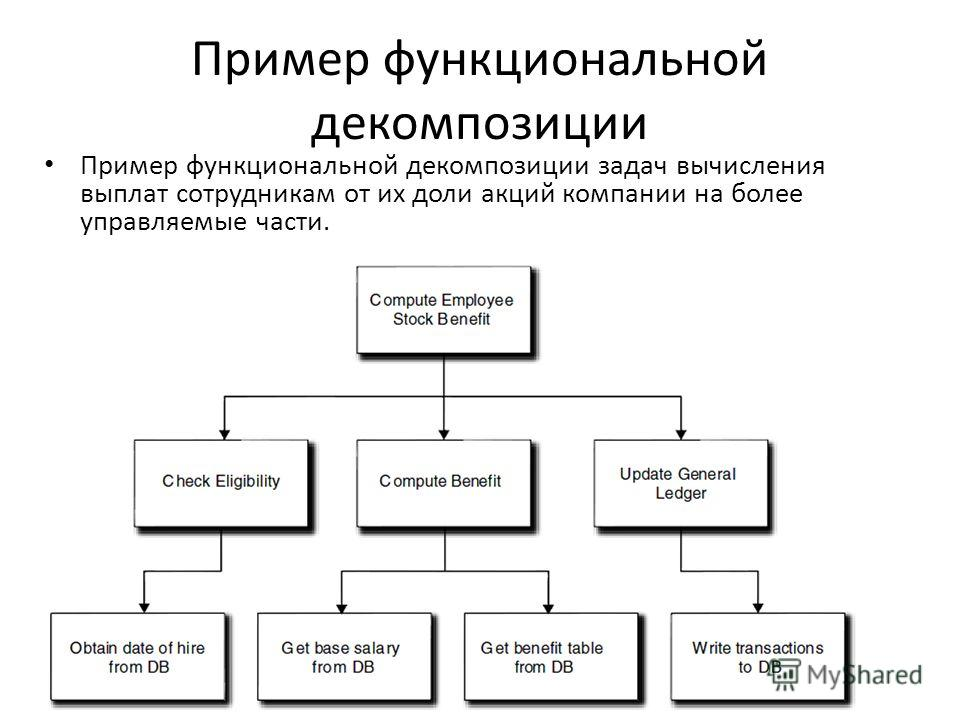 Пример функциональной
декомпозиции
• Пример функциональной декомпозиции задач вычисления
выплат сотрудникам от их доли акций компании на более
управляемые части.
Compute Employee
Stock Benefit
Check Eligibility
Compute Benefit
Update General
Ledger
Obtain date of hire
from DB
Get base salary
from DB
Get benefit table
from DB
Write transactions
to DB
MyShared